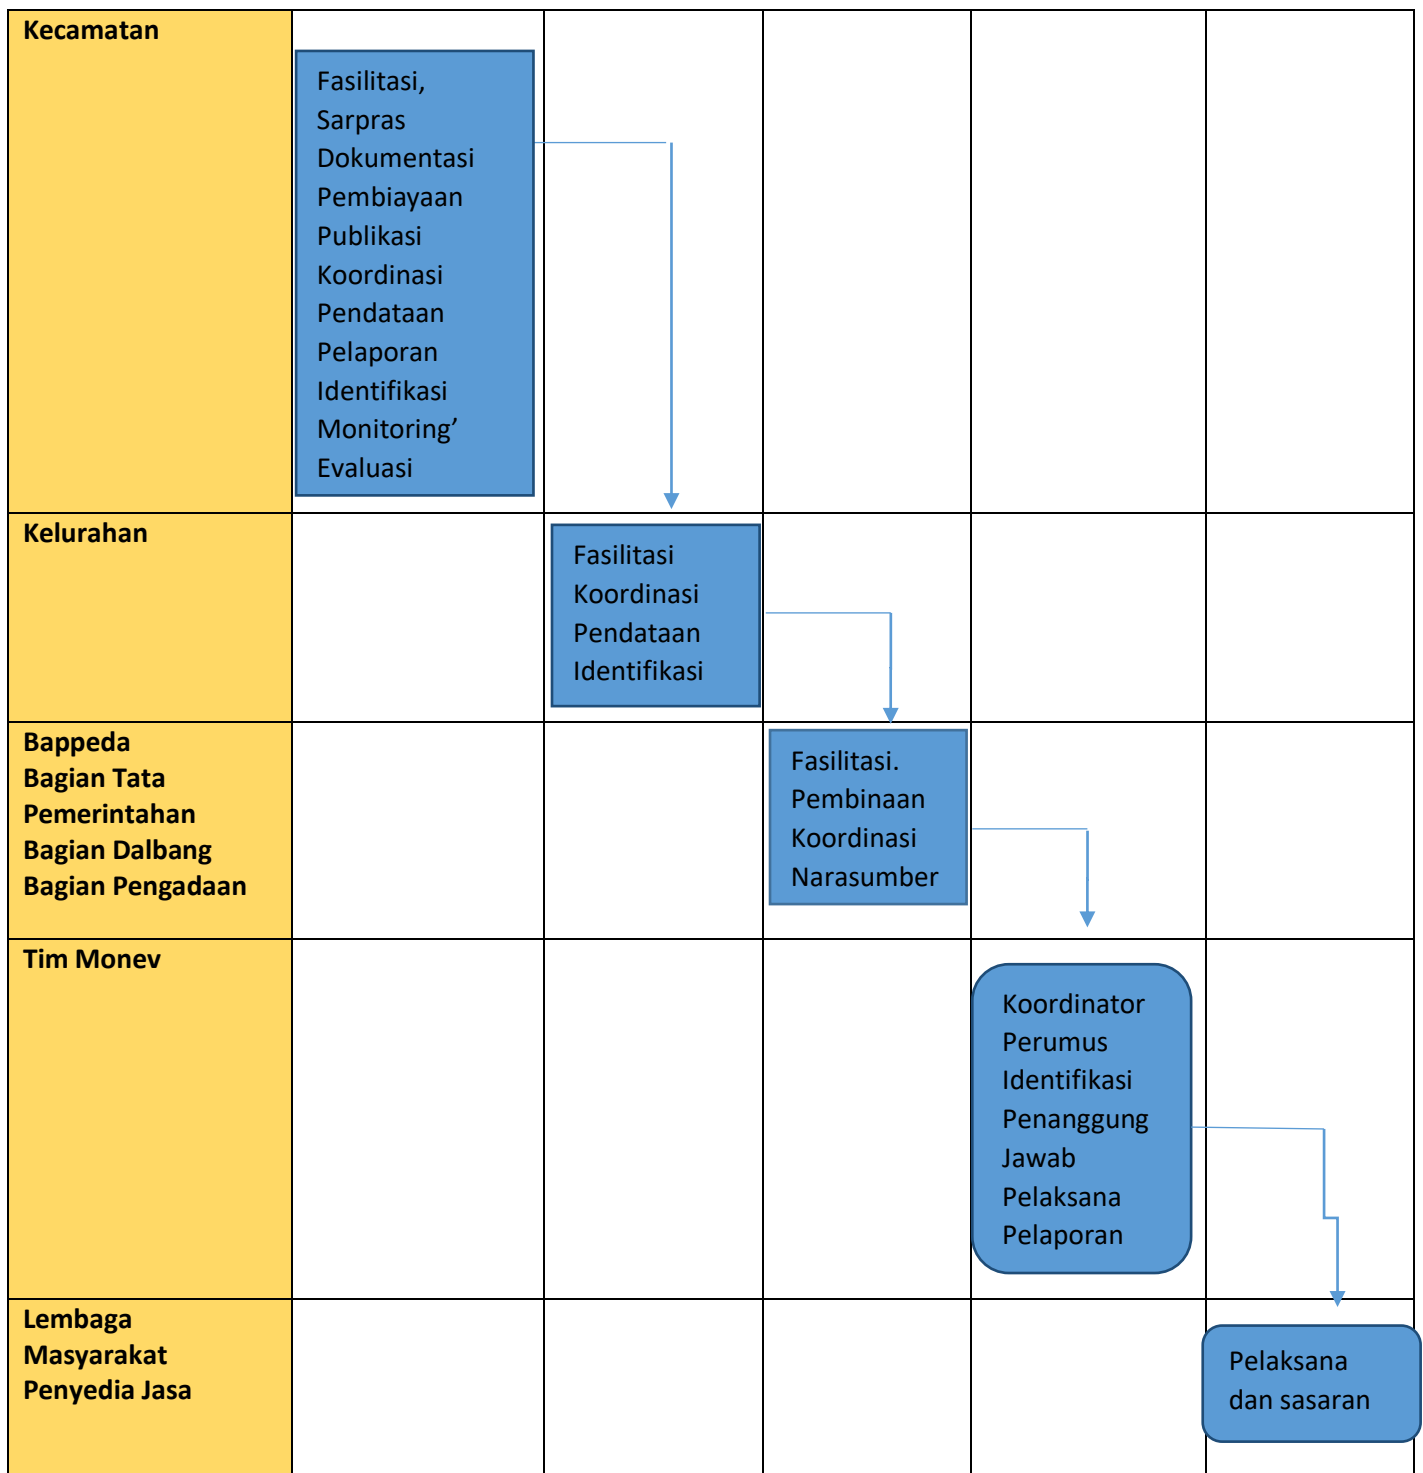 Kecamatan
Fasilitasi,
Sarpras
Dokumentasi
Pembiayaan
Publikasi
Koordinasi
Pendataan
Pelaporan
Identifikasi
Monitoring’
Evaluasi
Kelurahan
Fasilitasi
Koordinasi
Pendataan
Identifikasi
Bappeda
Bagian Tata
Pemerintahan
Bagian Dalbang
Bagian Pengadaan
Fasilitasi.
Pembinaan
Koordinasi
Narasumber
Tim Monev
Koordinator
Perumus
Identifikasi
Penanggung
Jawab
Pelaksana
Pelaporan
Lembaga
Masyarakat
Penyedia Jasa
Pelaksana
dan sasaran